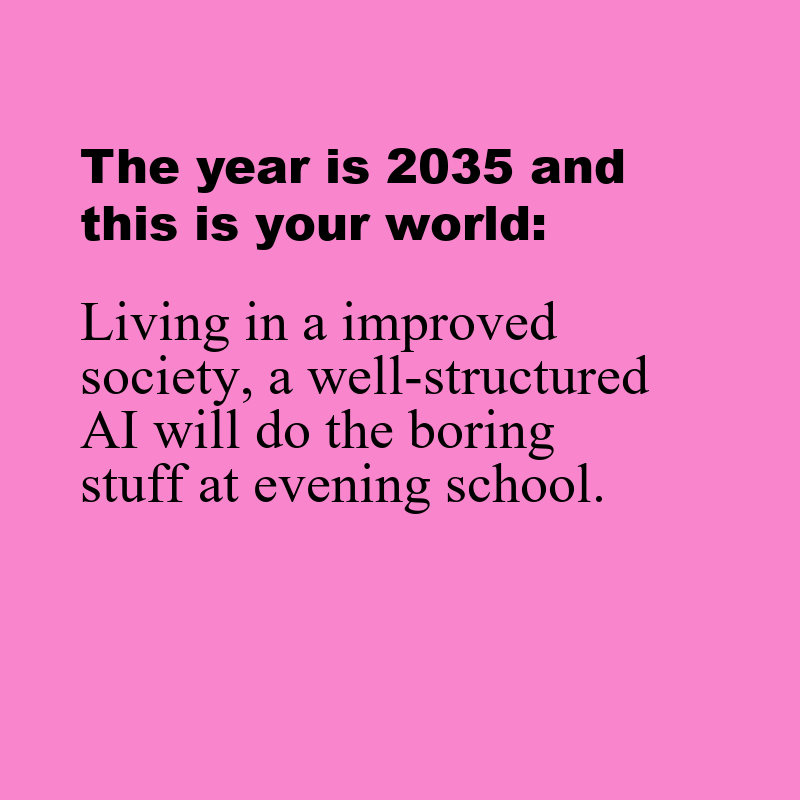 The year is 2035 and
this is your world:
Living in a improved
society, a well-structured
AI will do the boring
stuff at evening school.